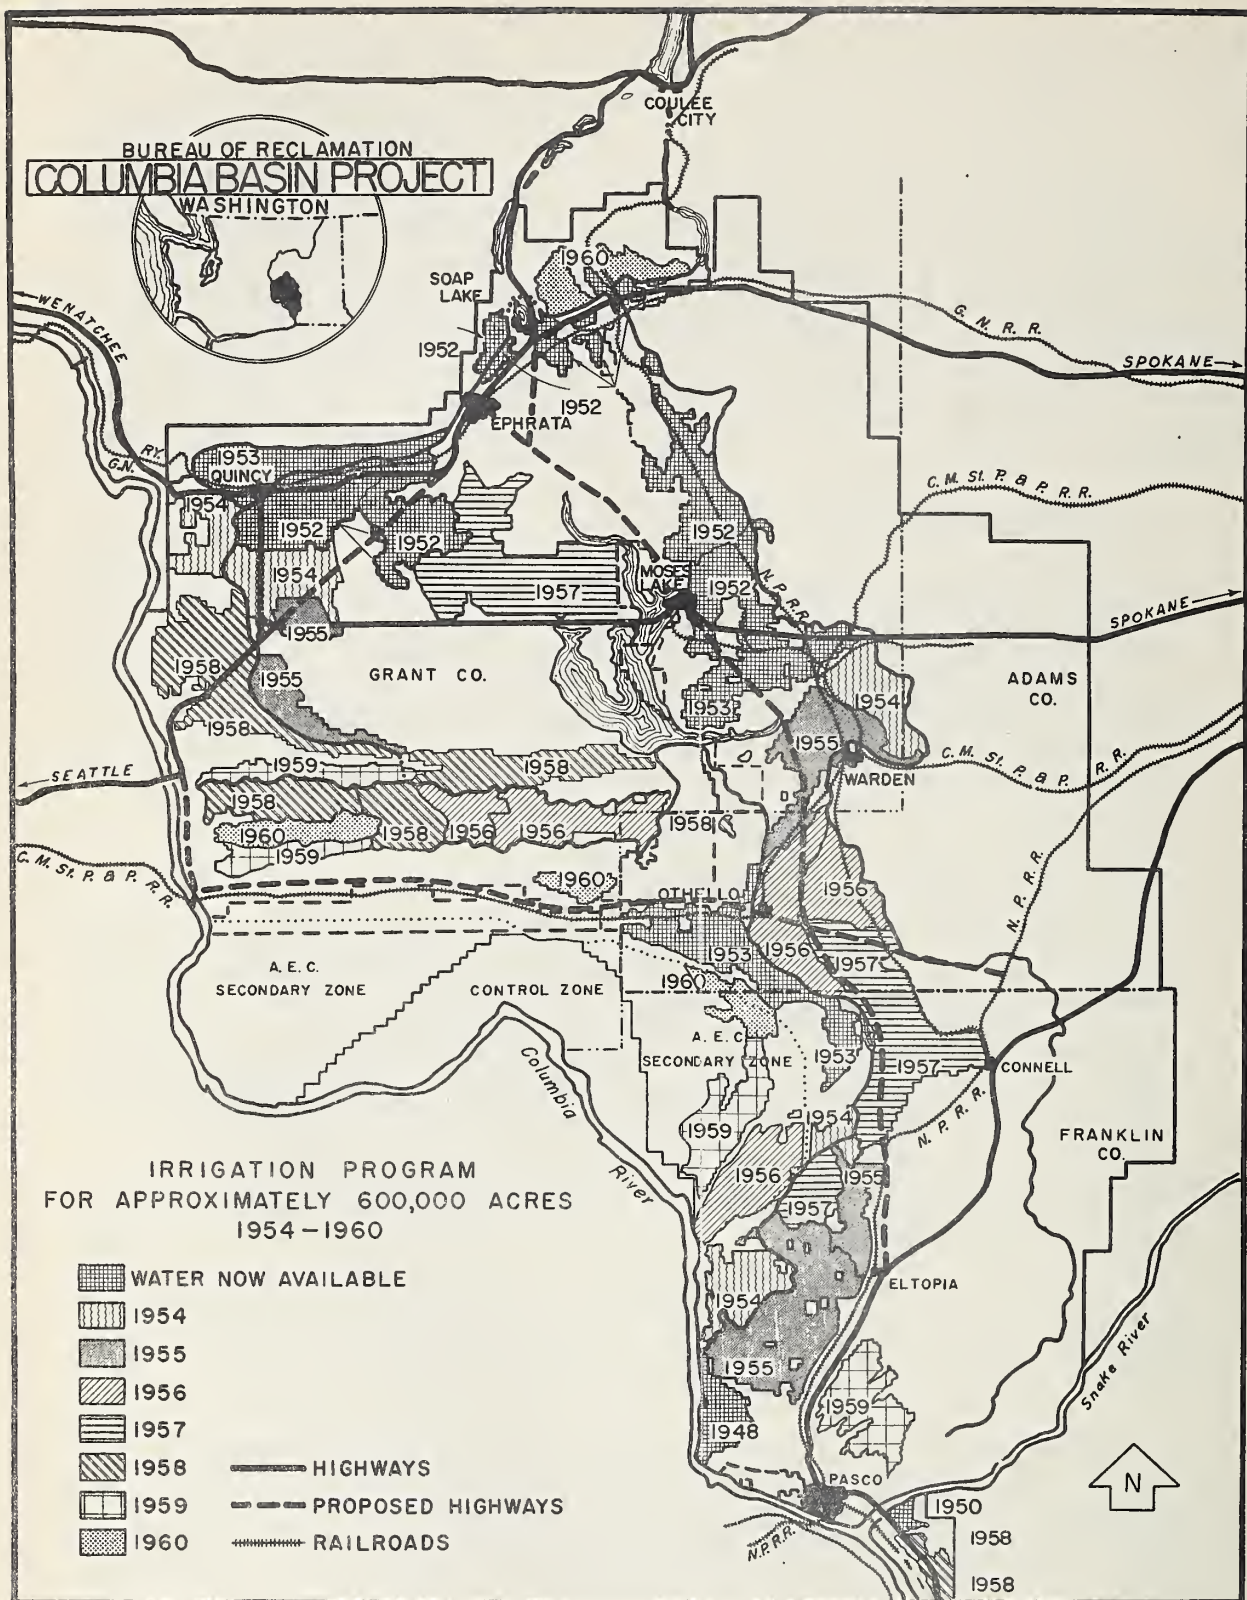 COULEE
CITY
BUREAU OF RECLAMATION
COLUMBIA BASIN PROJECT
WASHINGTON
1960
SOAP
LAKE
WENATCHEE
G. N. R. R.
1952
SPOKANE
1952
EPHRATA
RY.
G.N.
1953
QUINCY
C. M. St. P. & P. R. R.
1954
1952
1952
1952
MOSES
LAKE
N. P. R. R.
1954
1957
1952
1955
SPOKANE
1958
1955
GRANT CO.
ADAMS
CO.
1953
1954
1958
1955
SEATTLE
1959
1958
WARDEN
C. M. St. P. & P. R. R.
1958
1960
1958
1956
1956
1958
1959
C. M. St. P. & P. R. R.
1960
OTHELLO
1956
N. P. R. R.
1953
1956
1957
A. E. C.
SECONDARY ZONE
CONTROL ZONE
1960
A. E. C.
SECONDARY ZONE
1953
1957
CONNELL
Columbia
River
1954
N. P. R. R.
1959
FRANKLIN
CO.
IRRIGATION PROGRAM
FOR APPROXIMATELY 600,000 ACRES
1954-1960
1956
1955
1957
WATER NOW AVAILABLE
ELTOPIA
1954
1954
1955
1955
Snake River
1956
1959
1957
1948
1958
HIGHWAYS
PASCO
N
1959
PROPOSED HIGHWAYS
1950
1960
RAILROADS
N.P.R.R.
1958
1958